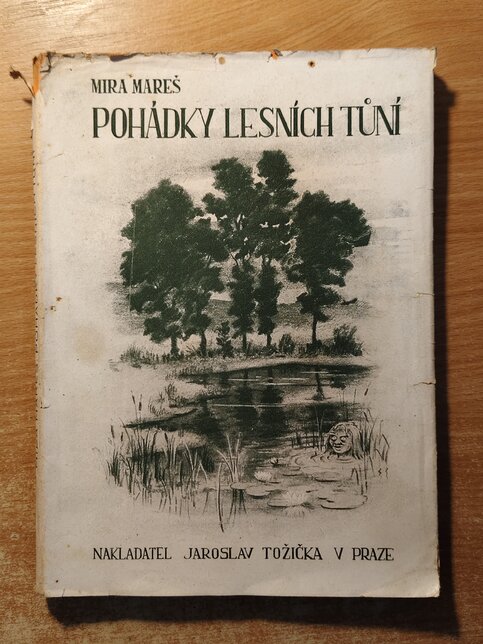 MIRA MAREŠ
POHÁDKY LESNÍCH TŮNÍ
NAKLADATEL JAROSLAV TOŽIČKA V PRAZE